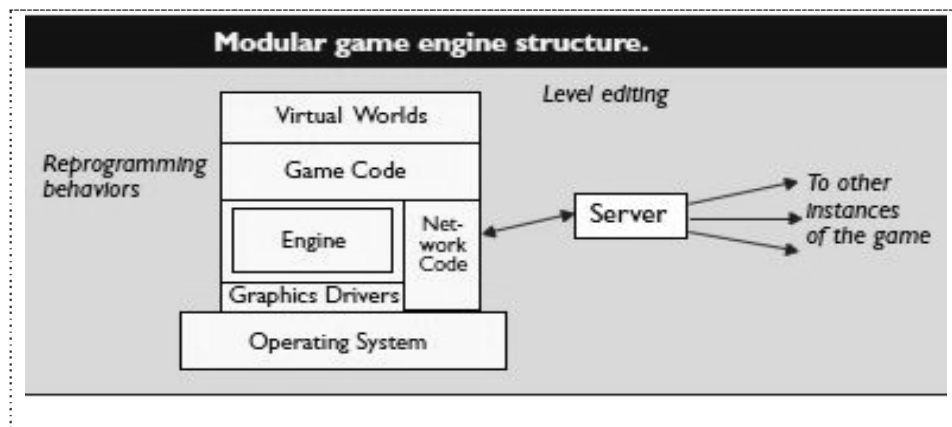 Modular game engine structure.
Level editing
Virtual Worlds
Reprogramming
behaviors
Game Code
To other
instances
of the game
Server
Engine
Net-
work
Code
Graphics Drivers
Operating System